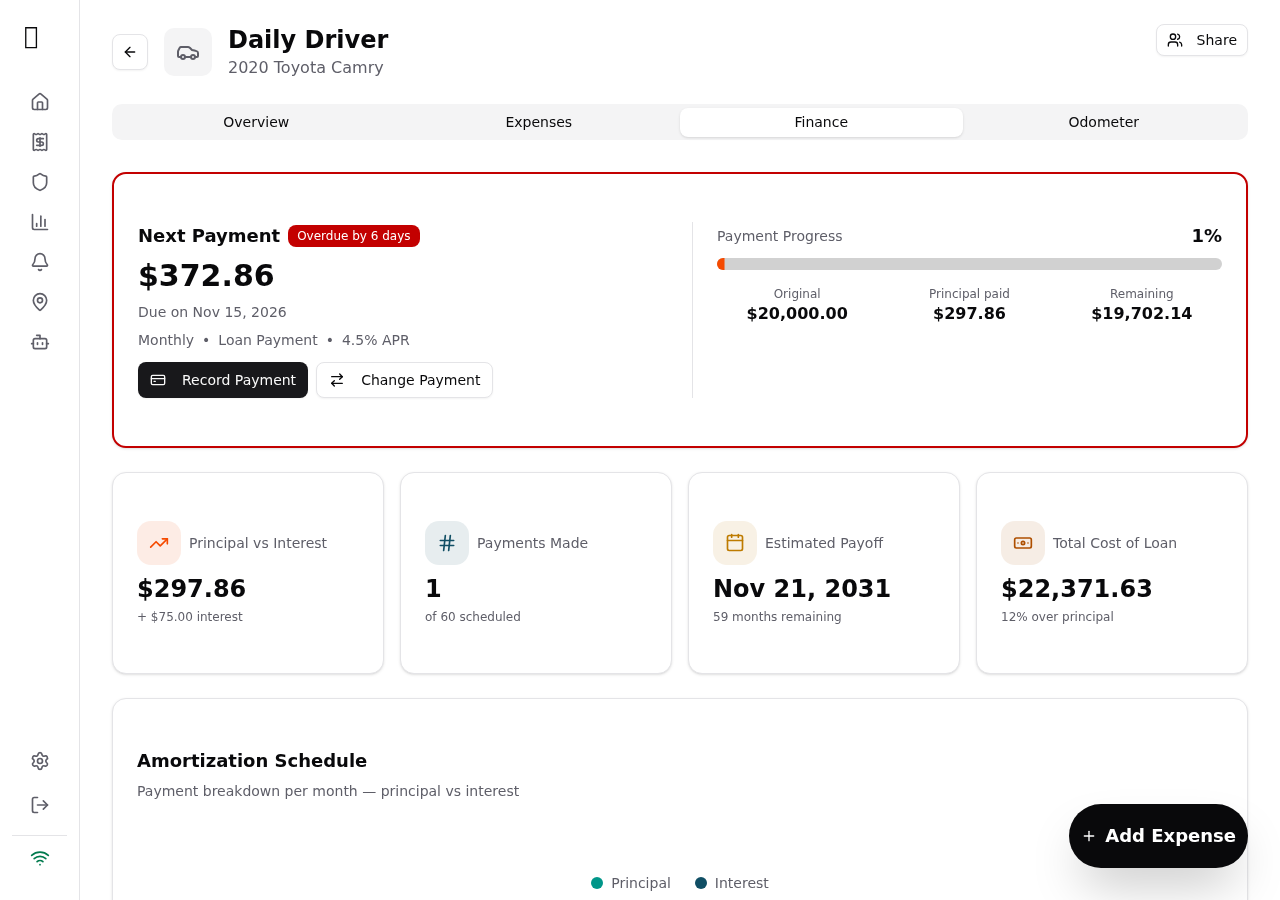 Daily Driver
2020 Toyota Camry
Share
Overview
Expenses
Finance
Odometer
Next Payment
Overdue by 6 days
$372.86
Due on Nov 15, 2026
Monthly • Loan Payment • 4.5% APR
Record Payment
Change Payment
Payment Progress
1%
Original
$20,000.00
Principal paid
$297.86
Remaining
$19,702.14
Principal vs Interest
$297.86
+ $75.00 interest
Payments Made
1
of 60 scheduled
Estimated Payoff
Nov 21, 2031
59 months remaining
Total Cost of Loan
$22,371.63
12% over principal
Amortization Schedule
Payment breakdown per month — principal vs interest
Principal
Interest
Add Expense